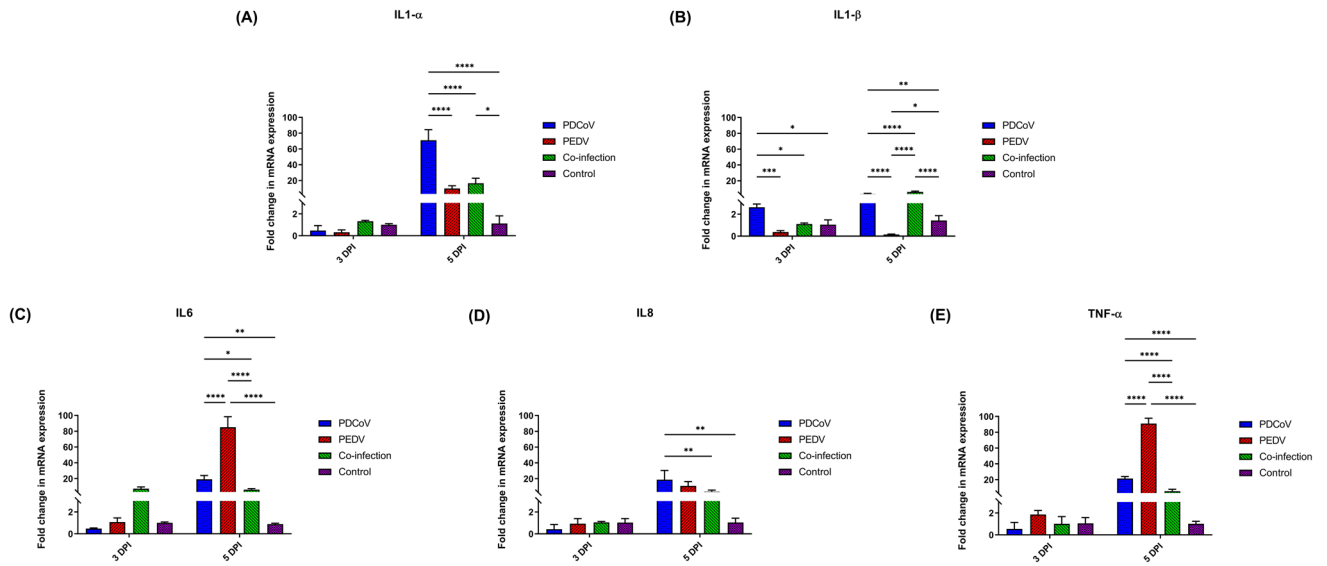 (A)
IL1-α
Fold change in mRNA expression
100
80
60
40
20
2
0
****
****
****
*
3 DPI
5 DPI
PDCoV
PEDV
Co-infection
Control
(B)
IL1-β
Fold change in mRNA expression
100
80
60
40
20
2
0
*
*
***
**
*
****
****
****
****
3 DPI
5 DPI
PDCoV
PEDV
Co-infection
Control
(C)
IL6
Fold change in mRNA expression
100
80
60
40
20
2
0
**
*
****
****
****
3 DPI
5 DPI
PDCoV
PEDV
Co-infection
Control
(D)
IL8
Fold change in mRNA expression
100
80
60
40
20
2
0
**
**
3 DPI
5 DPI
PDCoV
PEDV
Co-infection
Control
(E)
TNF-α
Fold change in mRNA expression
100
80
60
40
20
2
0
****
****
****
****
****
3 DPI
5 DPI
PDCoV
PEDV
Co-infection
Control